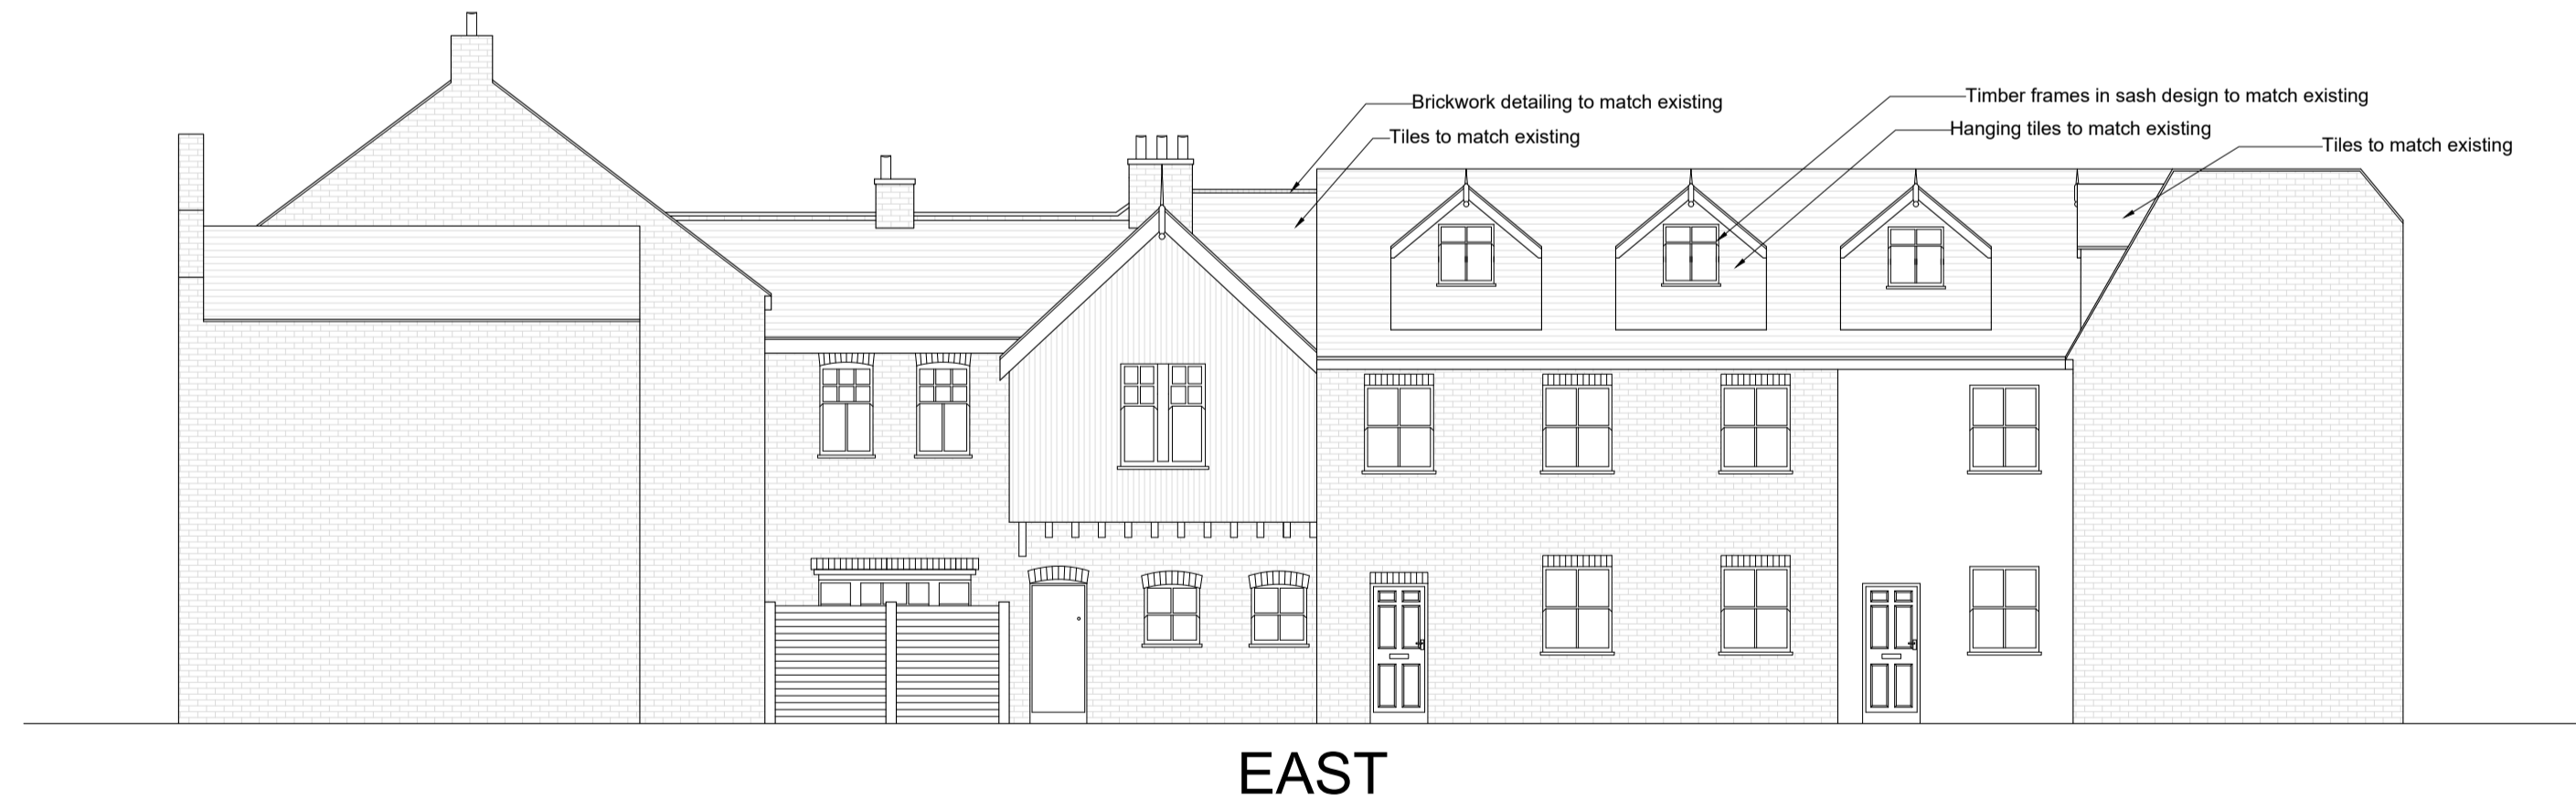 Timber frames in sash design to match existing
Brickwork detailing to match existing
Hanging tiles to match existing
Tiles to match existing
Tiles to match existing
EAST